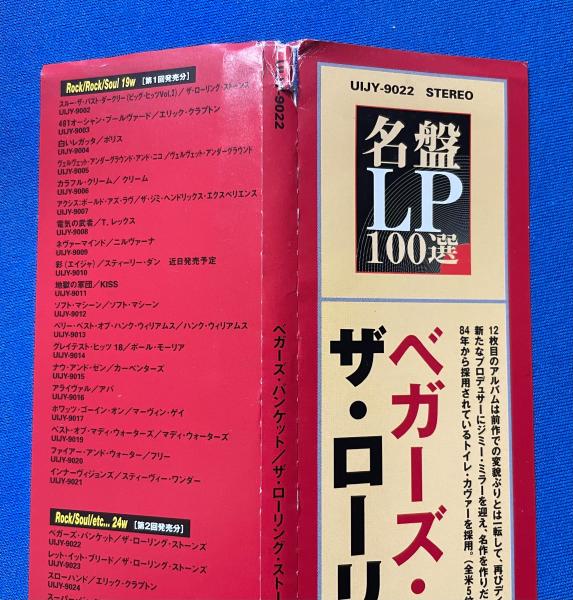 Rock/Rock/Soul 19w [第1回発売分]
スルー・ザ・パスト・ダークリー(ビッグ・ヒッツVol.2)/ザ・ローリング・ストーンズ
UIJY-9002
461オーシャン・ブールヴァード/エリック・クラプトン
UIJY-9003
白いレガッタ/ポリス
UIJY-9004
ヴェルヴェット・アンダーグラウンド・アンド・ニコ/ヴェルヴェット・アンダーグラウンド
UIJY-9005
カラフル・クリーム/クリーム
UIJY-9006
アクシス:ボールド・アズ・ラヴ/ザ・ジミ・ヘンドリックス・エクスペリエンス
UIJY-9007
電気の武者/T.レックス
UIJY-9008
ネヴァーマインド/ニルヴァーナ
UIJY-9009
彩(エイジャ)/スティーリー・ダン 近日発売予定
UIJY-9010
地獄の軍団/KISS
UIJY-9011
ソフト・マシーン/ソフト・マシーン
UIJY-9012
ベリー・ベスト・オブ・ハンク・ウィリアムス/ハンク・ウィリアムス
UIJY-9013
グレイテスト・ヒッツ 18/ポール・モーリア
UIJY-9014
ナウ・アンド・ゼン/カーペンターズ
UIJY-9015
アライヴァル/アバ
UIJY-9016
ホワッツ・ゴーイン・オン/マーヴィン・ゲイ
UIJY-9017
ベスト・オブ・マディ・ウォーターズ/マディ・ウォーターズ
UIJY-9019
ファイアー・アンド・ウォーター/フリー
UIJY-9020
インナーヴィジョンズ/スティーヴィー・ワンダー
UIJY-9021
Rock/Soul/etc... 24w [第2回発売分]
ベガーズ・バンケット/ザ・ローリング・ストーンズ
UIJY-9022
レット・イット・ブリード/ザ・ローリング・ストーンズ
UIJY-9023
スローハンド/エリック・クラプトン
UIJY-9024
UIJY-9022
ベガーズ・バンケット/ザ・ローリング・ストー
UIJY-9022 STEREO
名盤
LP
100選
12枚目のアルバムは前作での変貌ぶりとは一転して、再びデ
新たなプロデューサーにジミー・ミラーを迎え、名作を作りだ
84年から採用されているトイレ・カヴァーを採用。(全米5位
ベガーズ・
ザ・ローリ